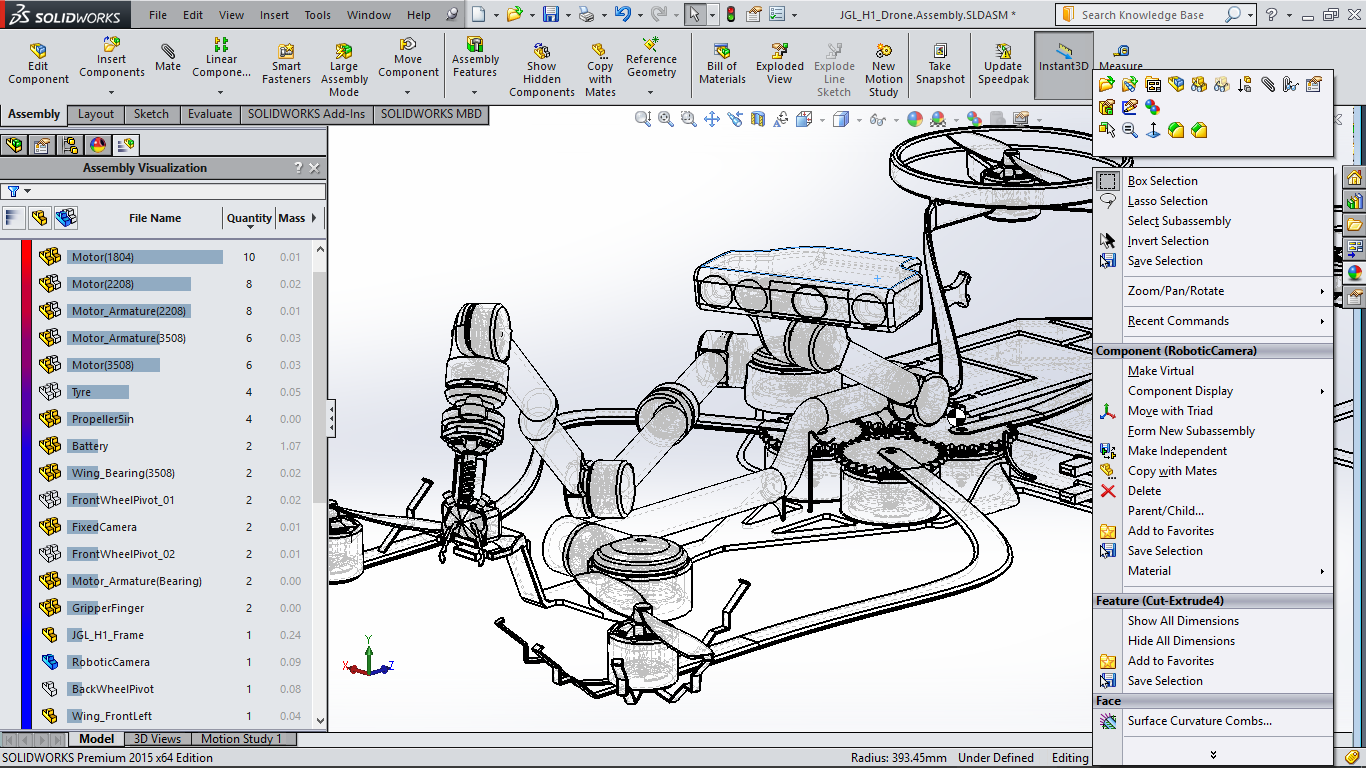 SOLIDWORKS File Edit View Insert Tools Window Help JGL_H1_Drone.Assembly.SLDASM * Search Knowledge Base ?
Edit Component
Insert Components
Mate
Linear Compone...
Smart Fasteners
Large Assembly Mode
Move Component
Assembly Features
Show Hidden Components
Copy with Mates
Reference Geometry
Bill of Materials
Exploded View
Explode Line Sketch
New Motion Study
Take Snapshot
Update Speedpak
Instant3D
Measure
Assembly Layout Sketch Evaluate SOLIDWORKS Add-Ins SOLIDWORKS MBD
Assembly Visualization ?
File Name Quantity Mass
Motor(1804) 10 0.01
Motor(2208) 8 0.02
Motor_Armature(2208) 8 0.01
Motor_Armature(3508) 6 0.03
Motor(3508) 6 0.03
Tyre 4 0.05
Propeller5in 4 0.00
Battery 2 1.07
Wing_Bearing(3508) 2 0.02
FrontWheelPivot_01 2 0.02
FixedCamera 2 0.01
FrontWheelPivot_02 2 0.01
Motor_Armature(Bearing) 2 0.00
GripperFinger 2 0.00
JGL_H1_Frame 1 0.24
RoboticCamera 1 0.09
BackWheelPivot 1 0.08
Wing_FrontLeft 1 0.04
Y
X
Z
Box Selection
Lasso Selection
Select Subassembly
Invert Selection
Save Selection
Zoom/Pan/Rotate
Recent Commands
Component (RoboticCamera)
Make Virtual
Component Display
Move with Triad
Form New Subassembly
Make Independent
Copy with Mates
Delete
Parent/Child...
Add to Favorites
Save Selection
Material
Feature (Cut-Extrude4)
Show All Dimensions
Hide All Dimensions
Add to Favorites
Save Selection
Face
Surface Curvature Combs...
Model 3D Views Motion Study 1
SOLIDWORKS Premium 2015 x64 Edition Radius: 393.45mm Under Defined Editing